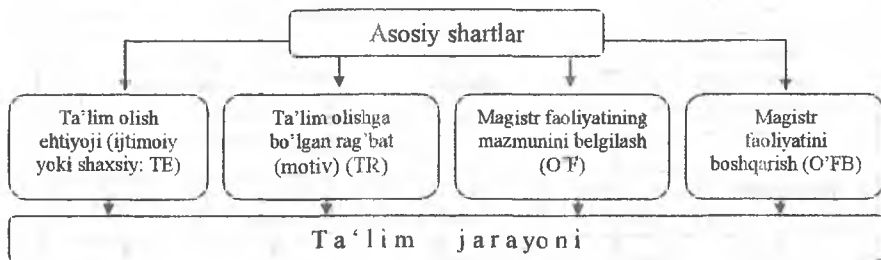 Asosiy shartlar
Ta’lim olish
ehtiyoji (ijtimoiy
yoki shaxsiy: TE)
Ta’lim olishga
bo’lgan rag’bat
(motiv) (TR)
Magistr faoliyatining
mazmunini belgilash
(O’F)
Magistr
faoliyatini
boshqarish (O’FB)
Ta‘lim jarayoni